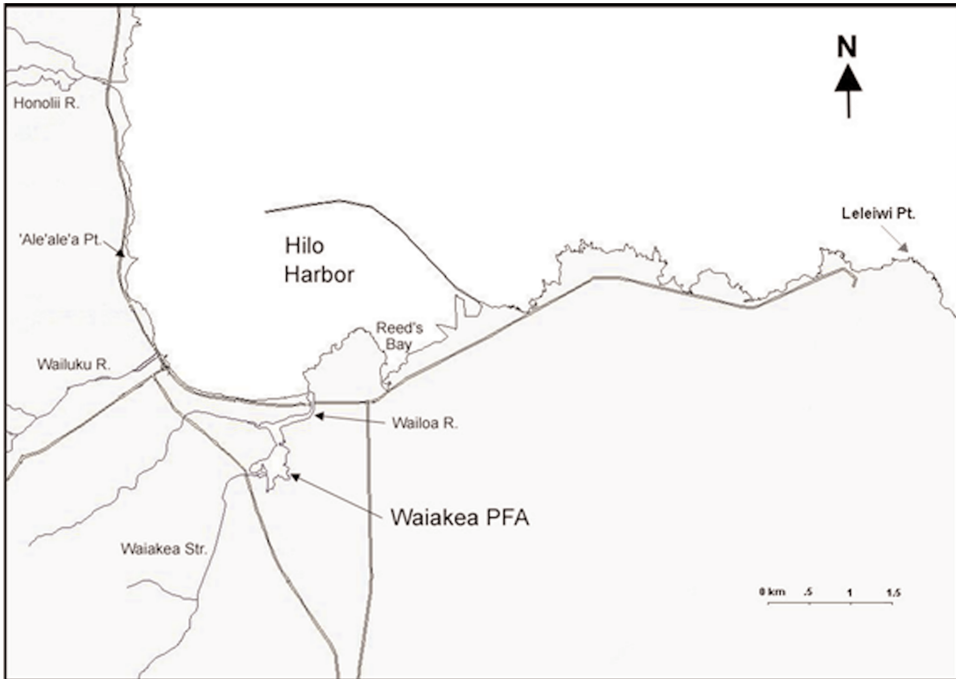 N
Honolii R.
Leleiwi Pt.
'Ale'ale'a Pt.
Hilo
Harbor
Reed's
Bay
Wailuku R.
Wailoa R.
Waiakea PFA
Waiakea Str.
0 km .5 1 1.5